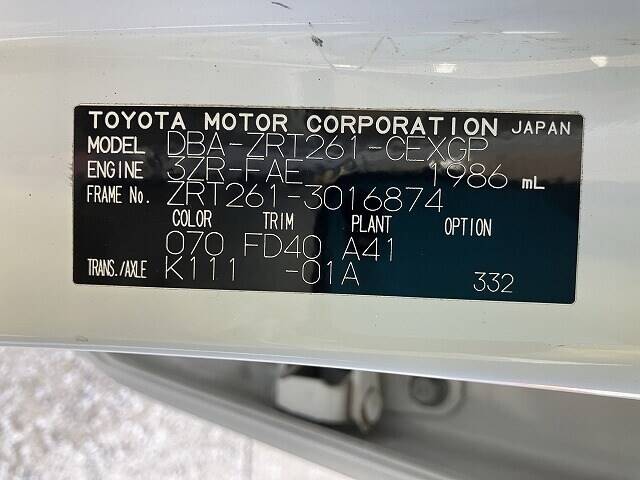 TOYOTA MOTOR CORPORATION JAPAN
MODEL DBA-ZRT261-CEXGP
ENGINE 3ZR-FAE 1986 mL
FRAME No. ZRT261-3016874
COLOR TRIM PLANT OPTION
070 FD40 A41
TRANS./AXLE K111 -01A 332